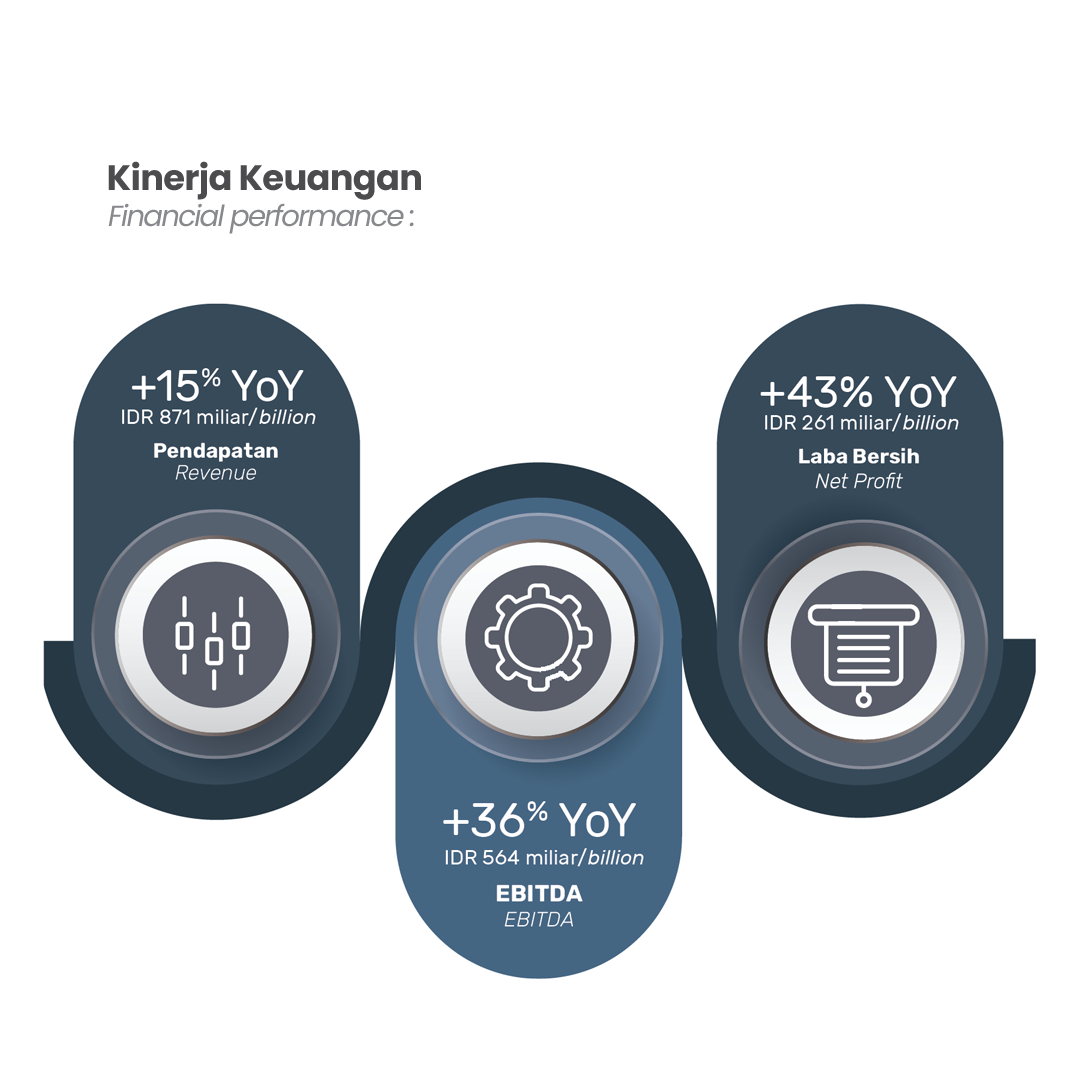 Kinerja Keuangan
Financial performance :
+15% YoY
IDR 871 miliar/billion
Pendapatan
Revenue
+36% YoY
IDR 564 miliar/billion
EBITDA
EBITDA
+43% YoY
IDR 261 miliar/billion
Laba Bersih
Net Profit